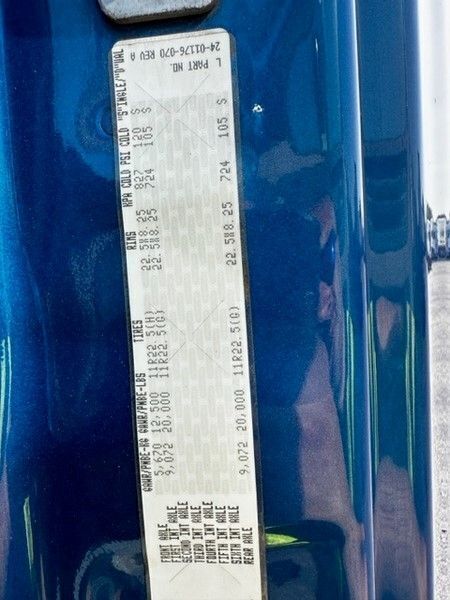 GAWR/PNBE-KG GAWR/PNBE-LBS TIRES RIMS KPA COLD PSI COLD "S"INGLE/"D"UAL
FRONT AXLE 5,670 12,500 11R22.5(H) 22.5X8.25 827 120 S
FIRST INT AXLE 9,072 20,000 11R22.5(G) 22.5X8.25 724 105 S
SECOND INT AXLE
THIRD INT AXLE
FOURTH INT AXLE
FIFTH INT AXLE
SIXTH INT AXLE
REAR AXLE 9,072 20,000 11R22.5(G) 22.5X8.25 724 105 S
L PART NO. 24-01176-070 REV A